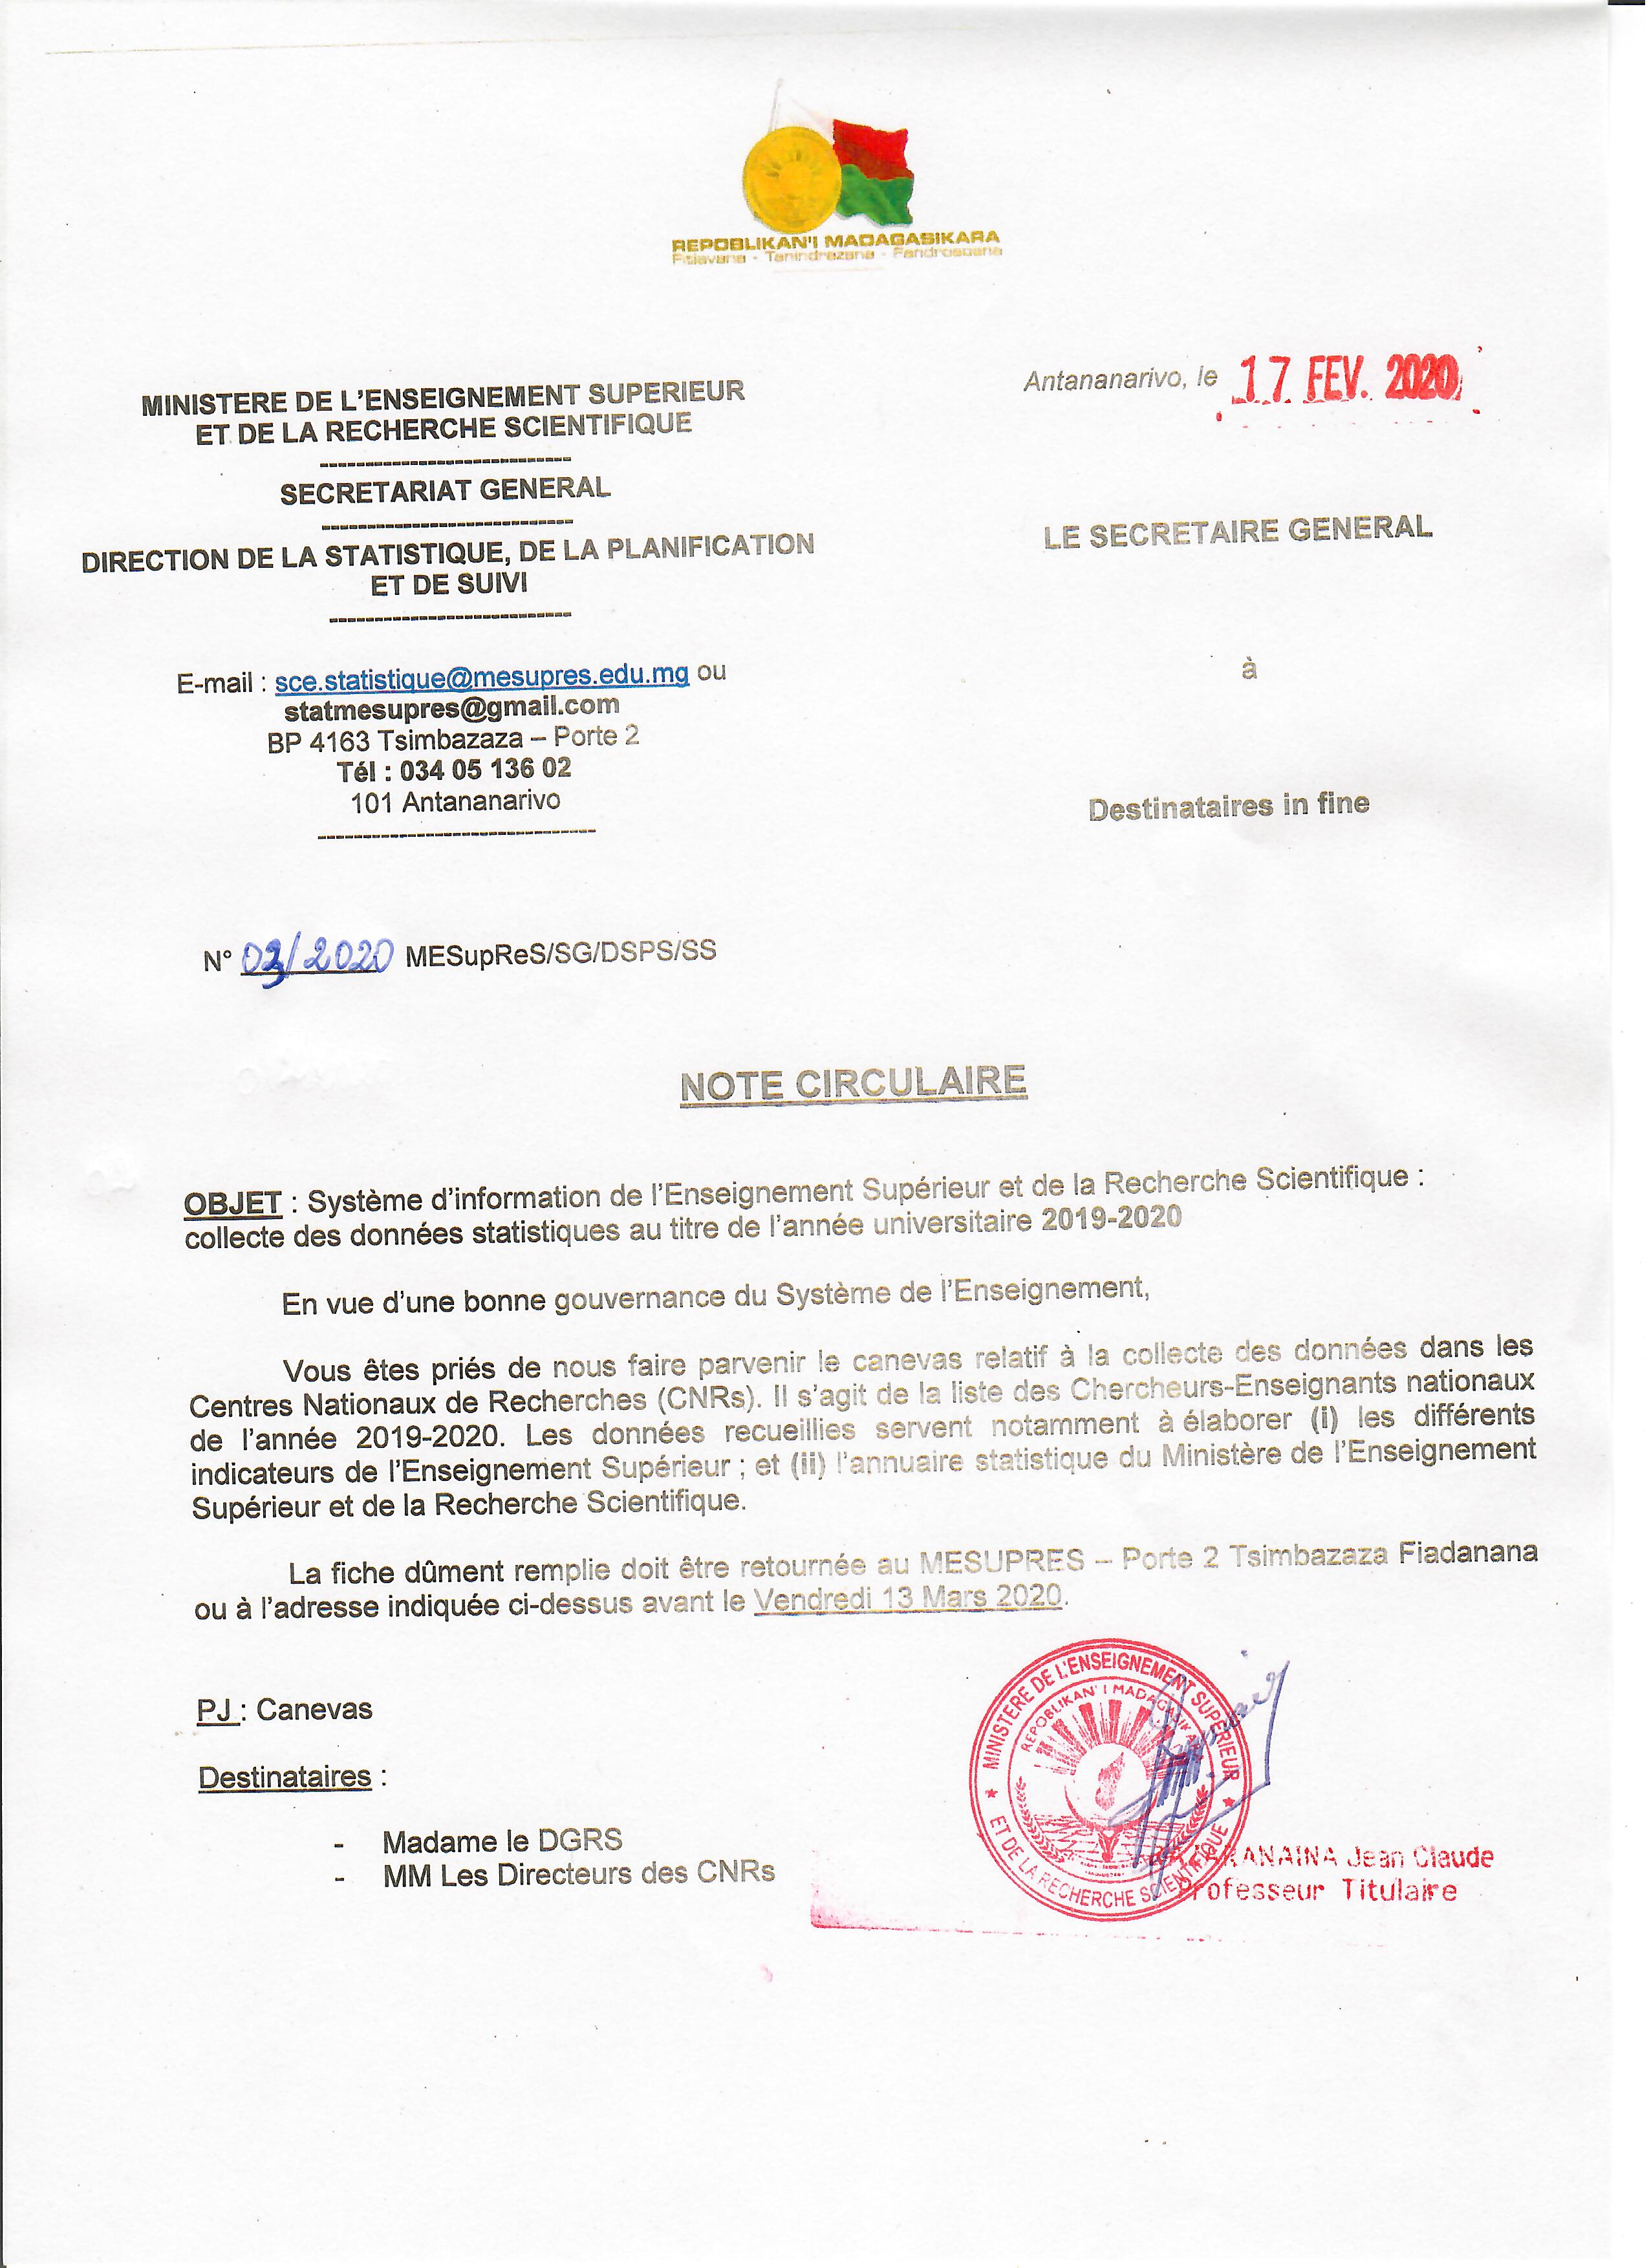 REPOBLIKAN'I MADAGASIKARA
Fitiavana - Tanindrazana - Fandrosoana
MINISTERE DE L'ENSEIGNEMENT SUPERIEUR
ET DE LA RECHERCHE SCIENTIFIQUE
---------------------------
SECRETARIAT GENERAL
---------------------------
DIRECTION DE LA STATISTIQUE, DE LA PLANIFICATION
ET DE SUIVI
---------------------------
E-mail : sce.statistique@mesupres.edu.mg ou
statmesupres@gmail.com
BP 4163 Tsimbazaza – Porte 2
Tél : 034 05 136 02
101 Antananarivo
------------------------------
Antananarivo, le 17 FEV. 2020
LE SECRETAIRE GENERAL
à
Destinataires in fine
N° /2020 MESupReS/SG/DSPS/SS
NOTE CIRCULAIRE
OBJET : Système d'information de l'Enseignement Supérieur et de la Recherche Scientifique :
collecte des données statistiques au titre de l'année universitaire 2019-2020
En vue d'une bonne gouvernance du Système de l'Enseignement,
Vous êtes priés de nous faire parvenir le canevas relatif à la collecte des données dans les
Centres Nationaux de Recherches (CNRs). Il s'agit de la liste des Chercheurs-Enseignants nationaux
de l'année 2019-2020. Les données recueillies servent notamment à élaborer (i) les différents
indicateurs de l'Enseignement Supérieur ; et (ii) l'annuaire statistique du Ministère de l'Enseignement
Supérieur et de la Recherche Scientifique.
La fiche dûment remplie doit être retournée au MESUPRES – Porte 2 Tsimbazaza Fiadanana
ou à l'adresse indiquée ci-dessus avant le Vendredi 13 Mars 2020.
PJ : Canevas
Destinataires :
- Madame le DGRS
- MM Les Directeurs des CNRs
MINISTERE DE L'ENSEIGNEMENT SUPERIEUR
ET DE LA RECHERCHE SCIENTIFIQUE
REPOBLIKAN'I MADAGASIKARA
Jean Claude
Professeur Titulaire